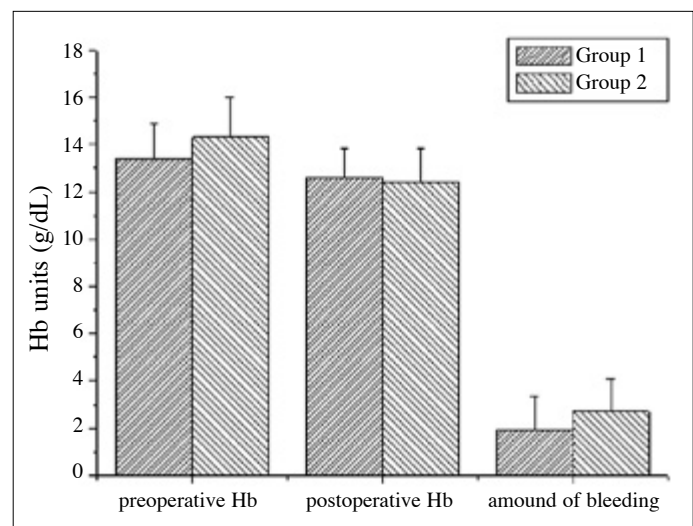 Hb units (g/dL)
18
16
14
12
10
8
6
4
2
0
Group 1
Group 2
preoperative Hb
postoperative Hb
amound of bleeding